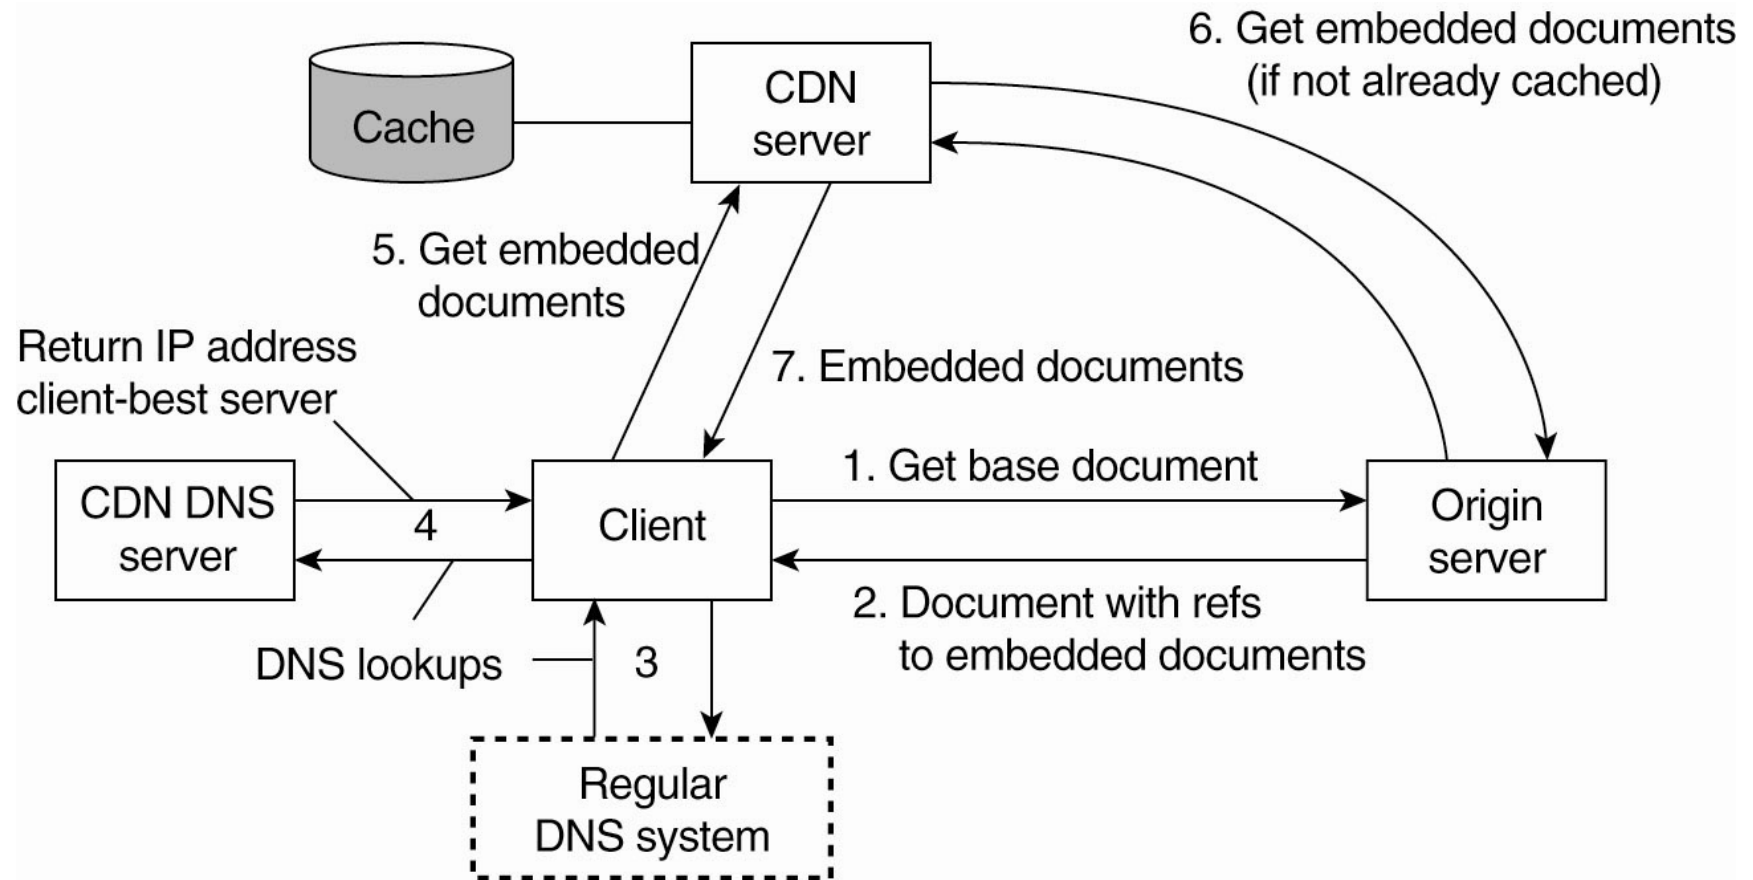 6. Get embedded documents
(if not already cached)
CDN
server
Cache
5. Get embedded
documents
Return IP address
client-best server
7. Embedded documents
1. Get base document
CDN DNS
server
4
Client
Origin
server
2. Document with refs
to embedded documents
DNS lookups
3
Regular
DNS system